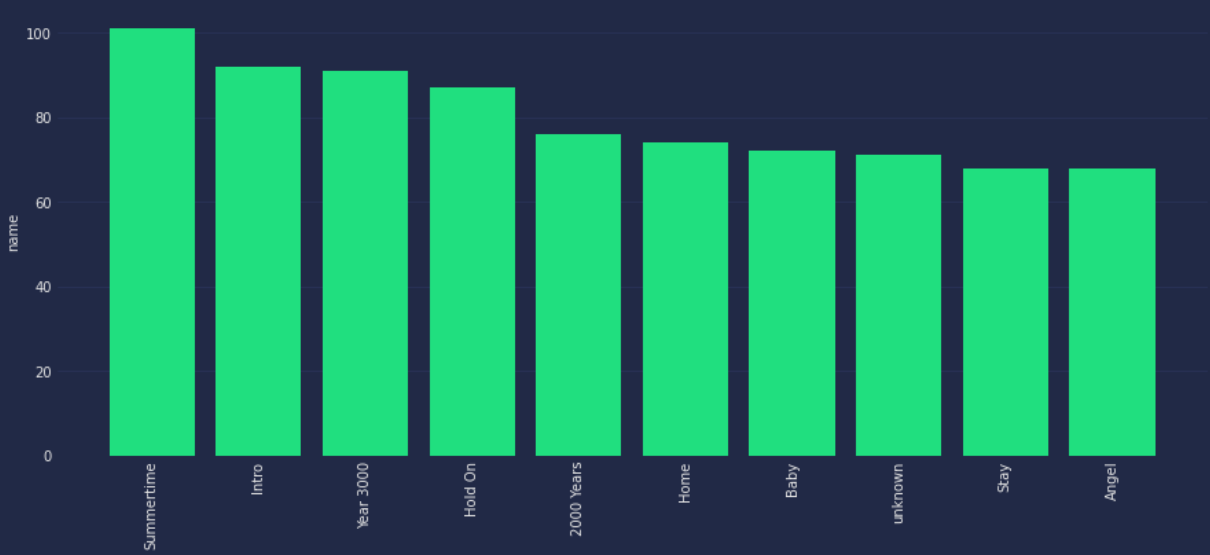 100
80
60
40
20
0
name
Summertime
Intro
Year 3000
Hold On
2000 Years
Home
Baby
unknown
Stay
Angel